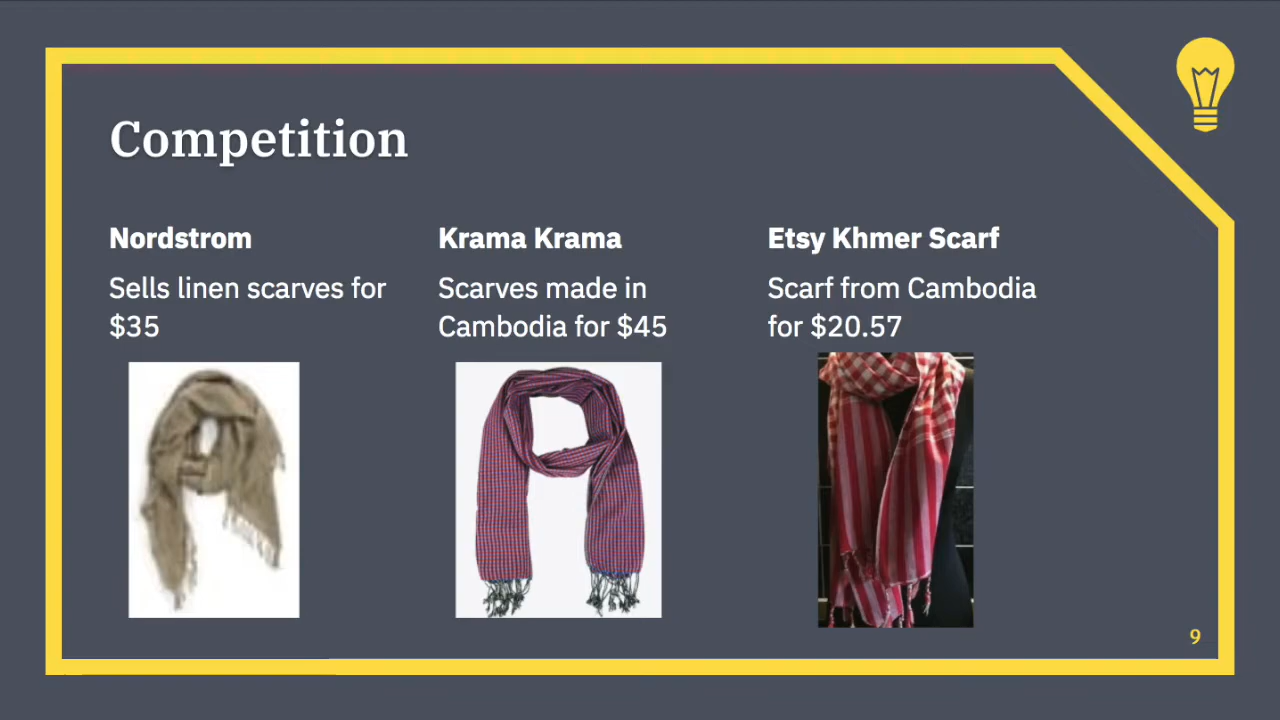 Competition
Nordstrom
Sells linen scarves for
$35
Krama Krama
Scarves made in
Cambodia for $45
Etsy Khmer Scarf
Scarf from Cambodia
for $20.57
9